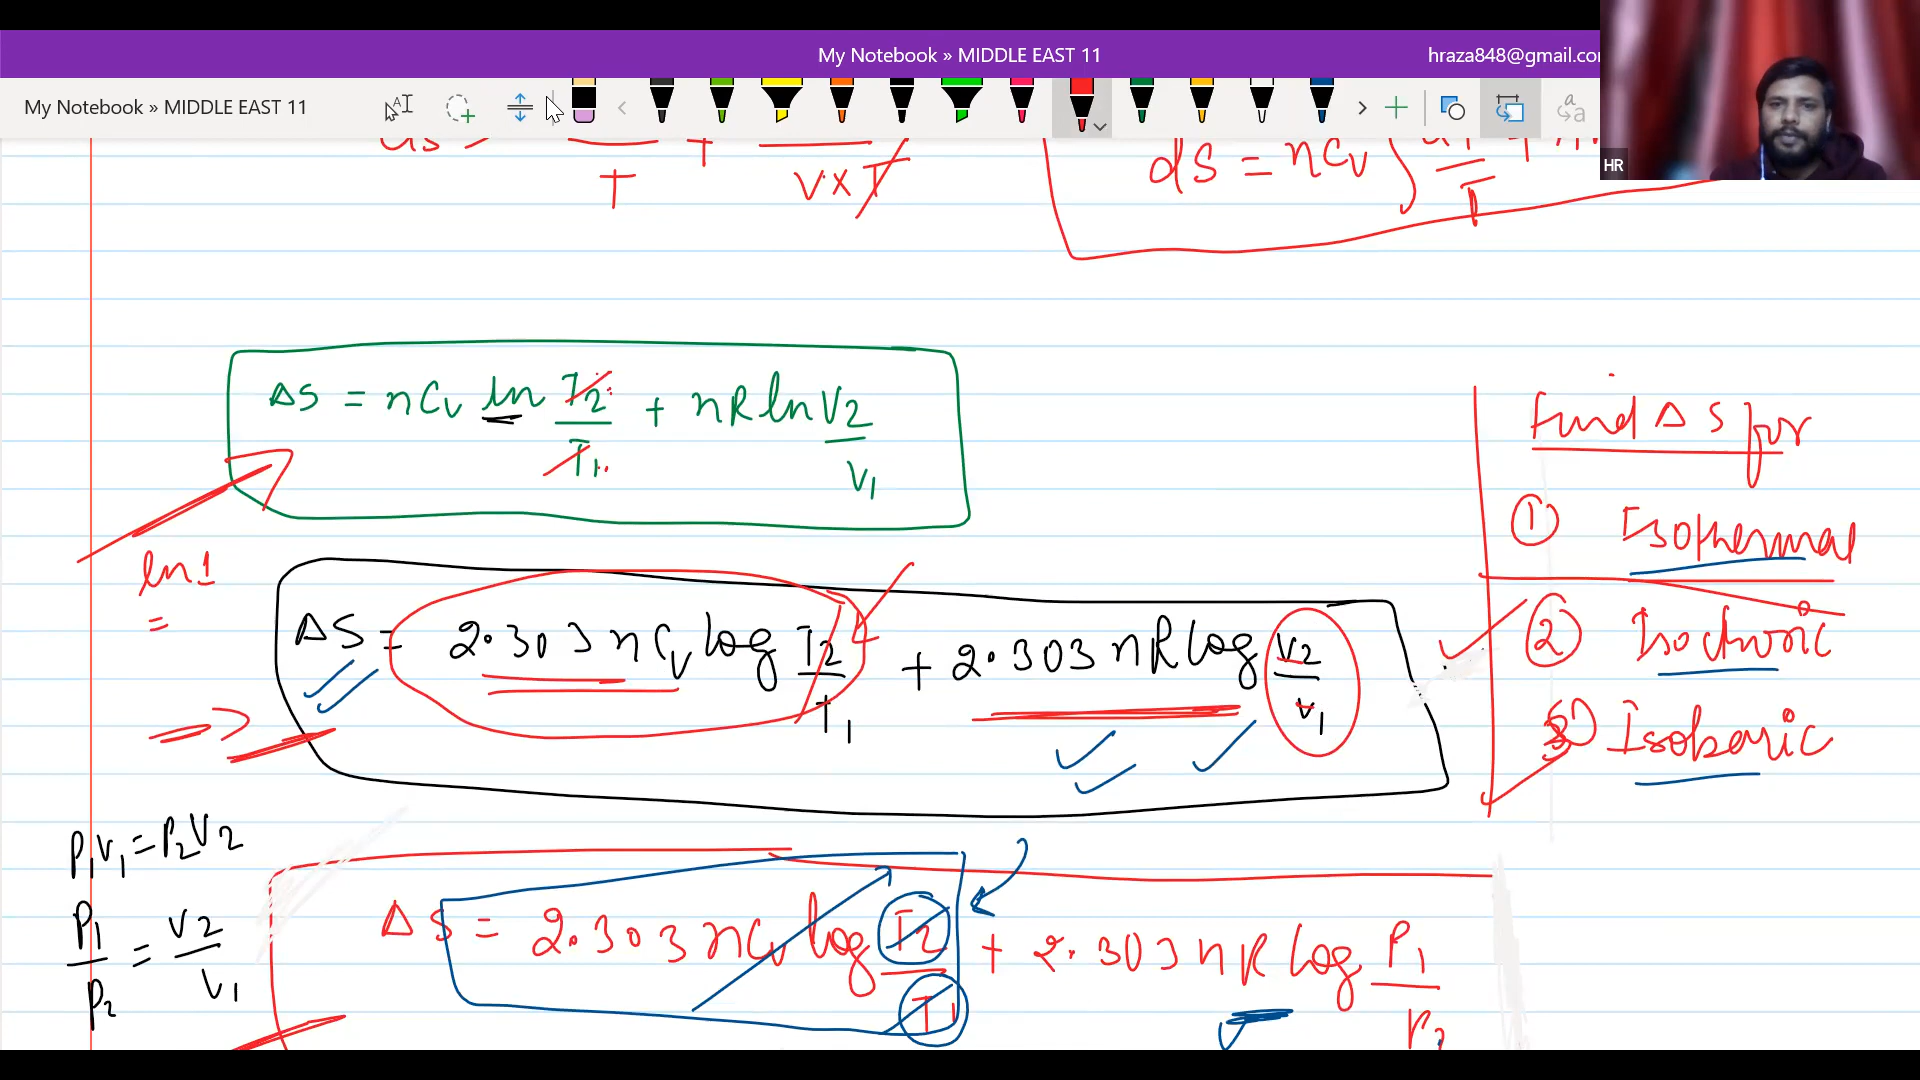 My Notebook » MIDDLE EAST 11
hraza848@gmail.co
My Notebook » MIDDLE EAST 11
HR
T
+
V × T
dS = nCv ∫
T
ΔS = nCv ln T2/T1 + nR ln V2/V1
Find ΔS for
① Isothermal
② Isochoric
③ Isobaric
ln 1
=
ΔS = 2.303 nCv log T2/T1 + 2.303 nR log V2/V1
P1V1 = P2V2
P1/P2 = V2/V1
ΔS = 2.303 nCv log T2/T1 + 2.303 nR log P1/P2